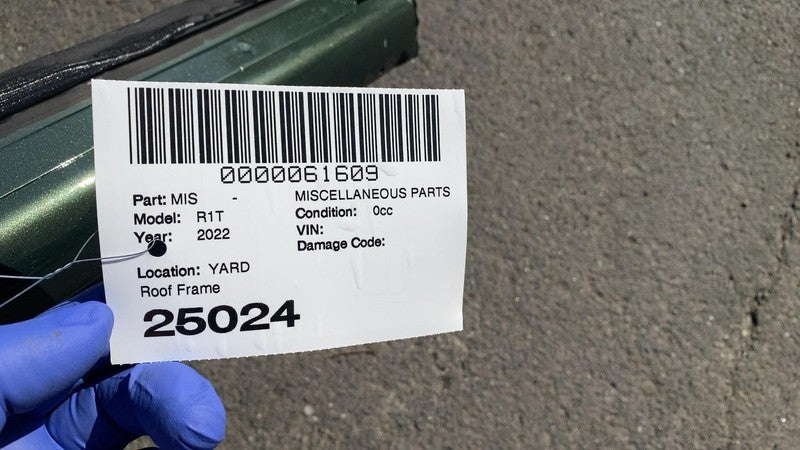 0000061609
Part: MIS - MISCELLANEOUS PARTS
Model: R1T Condition: 0cc
Year: 2022 VIN:
Damage Code:
Location: YARD
Roof Frame
25024